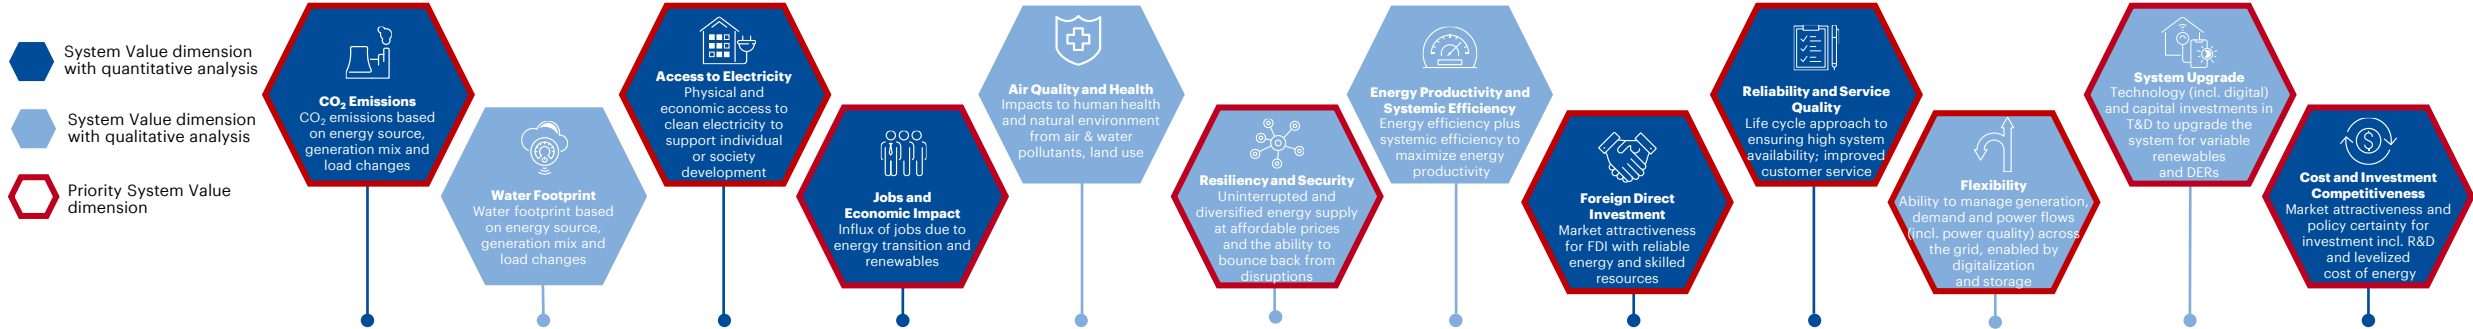 System Value dimension
with quantitative analysis
System Value dimension
with qualitative analysis
Priority System Value
dimension
CO₂ Emissions
CO₂ emissions based
on energy source,
generation mix and
load changes
Water Footprint
Water footprint based
on energy source,
generation mix and
load changes
Access to Electricity
Physical and
economic access to
clean electricity to
support individual
or society
development
Jobs and
Economic Impact
Influx of jobs due to
energy transition and
renewables
Air Quality and Health
Impacts to human health
and natural environment
from air & water
pollutants, land use
Resiliency and Security
Uninterrupted and
diversified energy supply
at affordable prices
and the ability to
bounce back from
disruptions
Energy Productivity and
Systemic Efficiency
Energy efficiency plus
systemic efficiency to
maximize energy
productivity
Foreign Direct
Investment
Market attractiveness
for FDI with reliable
energy and skilled
resources
Reliability and Service
Quality
Life cycle approach to
ensuring high system
availability; improved
customer service
Flexibility
Ability to manage generation,
demand and power flows
(incl. power quality) across
the grid, enabled by
digitalization
and storage
System Upgrade
Technology (incl. digital)
and capital investments in
T&D to upgrade the
system for variable
renewables
and DERs
Cost and Investment
Competitiveness
Market attractiveness and
policy certainty for
investment incl. R&D
and levelized
cost of energy